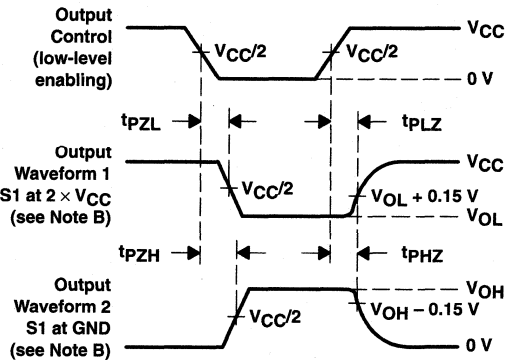 Output
Control
(low-level
enabling)
VCC/2
VCC/2
VCC
0 V
tPZL
tPLZ
Output
Waveform 1
S1 at 2 × VCC
(see Note B)
VCC/2
VCC
VOL + 0.15 V
VOL
tPZH
tPHZ
Output
Waveform 2
S1 at GND
(see Note B)
VCC/2
VOH
VOH − 0.15 V
0 V